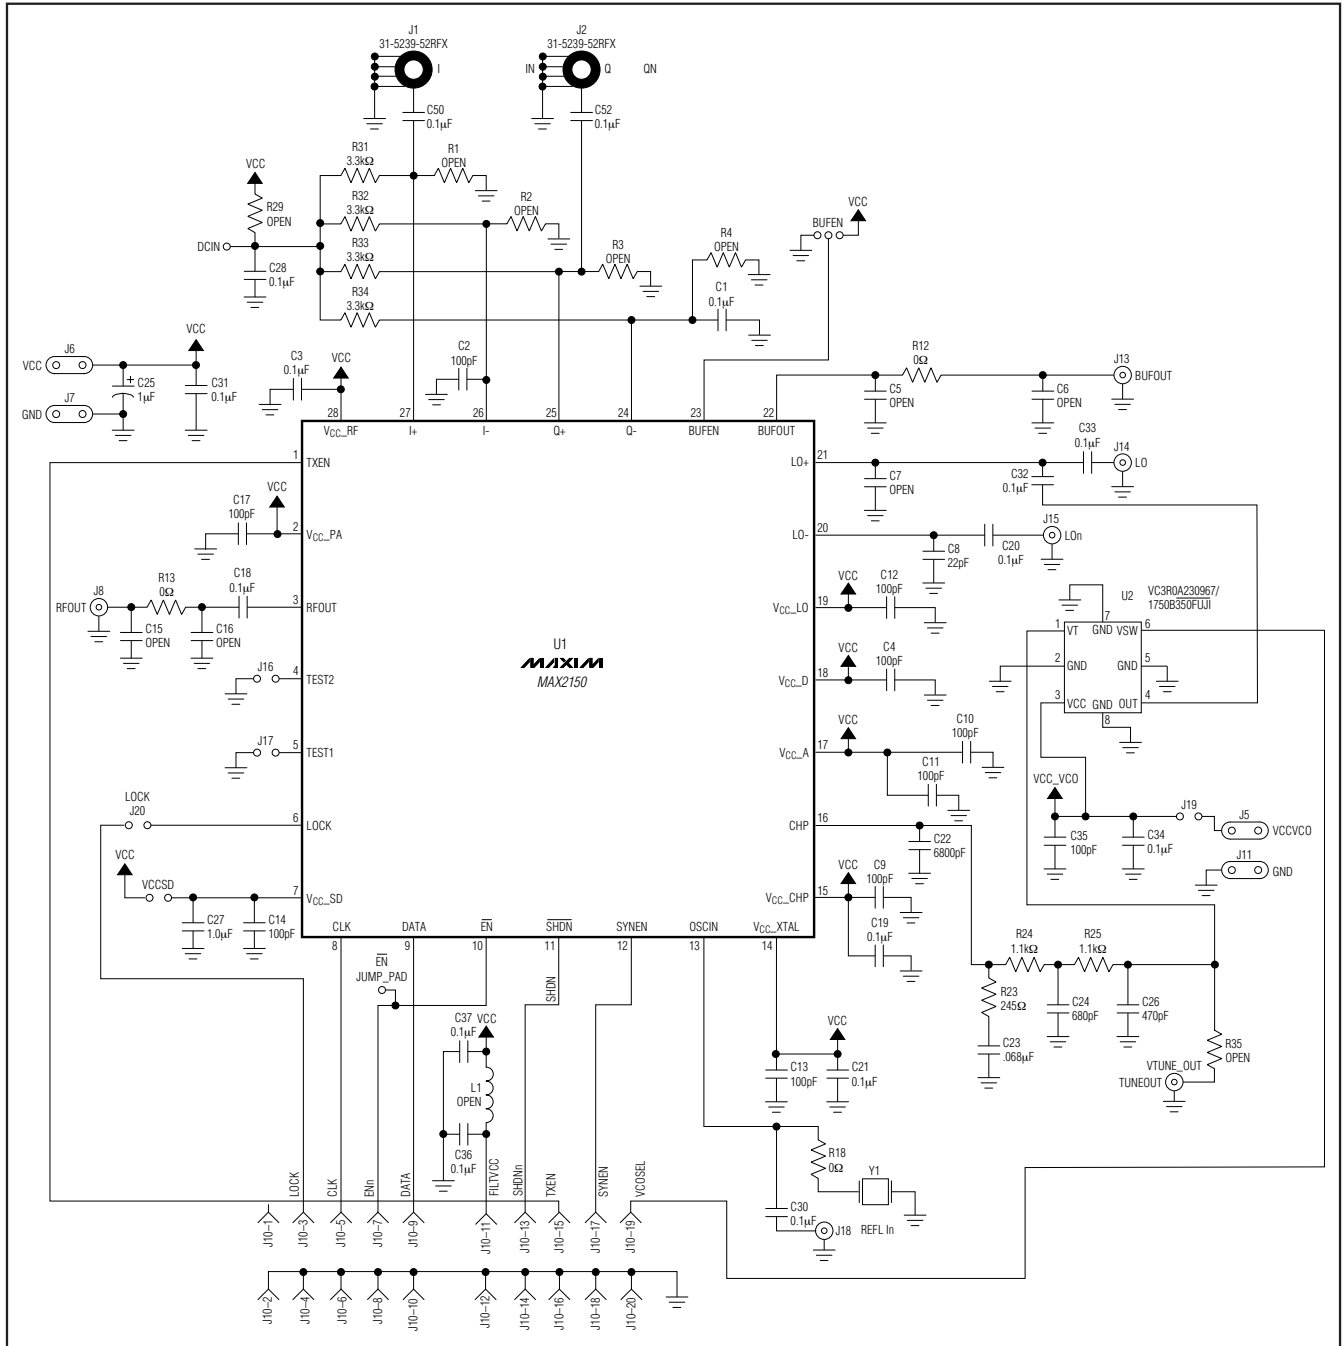 J1
31-5239-52RFX
I
J2
31-5239-52RFX
IN
Q
QN
C50
0.1µF
C52
0.1µF
R31
3.3kΩ
R1
OPEN
VCC
R32
3.3kΩ
R2
OPEN
R29
OPEN
BUFEN
VCC
DCIN
R33
3.3kΩ
R3
OPEN
R4
OPEN
C28
0.1µF
R34
3.3kΩ
C1
0.1µF
VCC
J6
VCC
C25
1µF
+
C31
0.1µF
J7
GND
C3
0.1µF
VCC
C2
100pF
R12
0Ω
J13
BUFOUT
C5
OPEN
C6
OPEN
28
27
26
25
24
23
22
VCC_RF
I+
I-
Q+
Q-
BUFEN
BUFOUT
C33
0.1µF
J14
LO
1
TXEN
LO+
21
C7
OPEN
C32
0.1µF
VCC
C17
100pF
2
VCC_PA
LO-
20
C8
22pF
C20
0.1µF
J15
LOn
J8
RFOUT
R13
0Ω
C18
0.1µF
3
RFOUT
C15
OPEN
C16
OPEN
VCC
C12
100pF
VCC_LO
19
U2
VC3R0A230967/
1750B350FUJI
1
VT
7
GND
VSW
6
2
GND
GND
5
3
VCC
GND
OUT
4
8
U1
MAXIM
MAX2150
J16
4
TEST2
VCC
C4
100pF
VCC_D
18
J17
5
TEST1
VCC
C10
100pF
VCC_A
17
C11
100pF
LOCK
J20
6
LOCK
CHP
16
C22
6800pF
VCC_VCO
J19
J5
VCCVCO
C35
100pF
C34
0.1µF
J11
GND
VCC
VCCSD
7
VCC_SD
C27
1.0µF
C14
100pF
VCC
C9
100pF
VCC_CHP
15
C19
0.1µF
CLK
DATA
EN
SHDN
SYNEN
OSCIN
VCC_XTAL
8
9
10
11
12
13
14
EN
JUMP_PAD
SHDN
R24
1.1kΩ
R25
1.1kΩ
R23
245Ω
C24
680pF
C26
470pF
C23
.068µF
R35
OPEN
VTUNE_OUT
TUNEOUT
C37
0.1µF
VCC
L1
OPEN
C36
0.1µF
VCC
C13
100pF
C21
0.1µF
R18
0Ω
Y1
C30
0.1µF
J18
REFL In
LOCK
CLK
ENn
DATA
FILTVCC
SHDNn
TXEN
SYNEN
VCOSEL
J10-1
J10-3
J10-5
J10-7
J10-9
J10-11
J10-13
J10-15
J10-17
J10-19
J10-2
J10-4
J10-6
J10-8
J10-10
J10-12
J10-14
J10-16
J10-18
J10-20